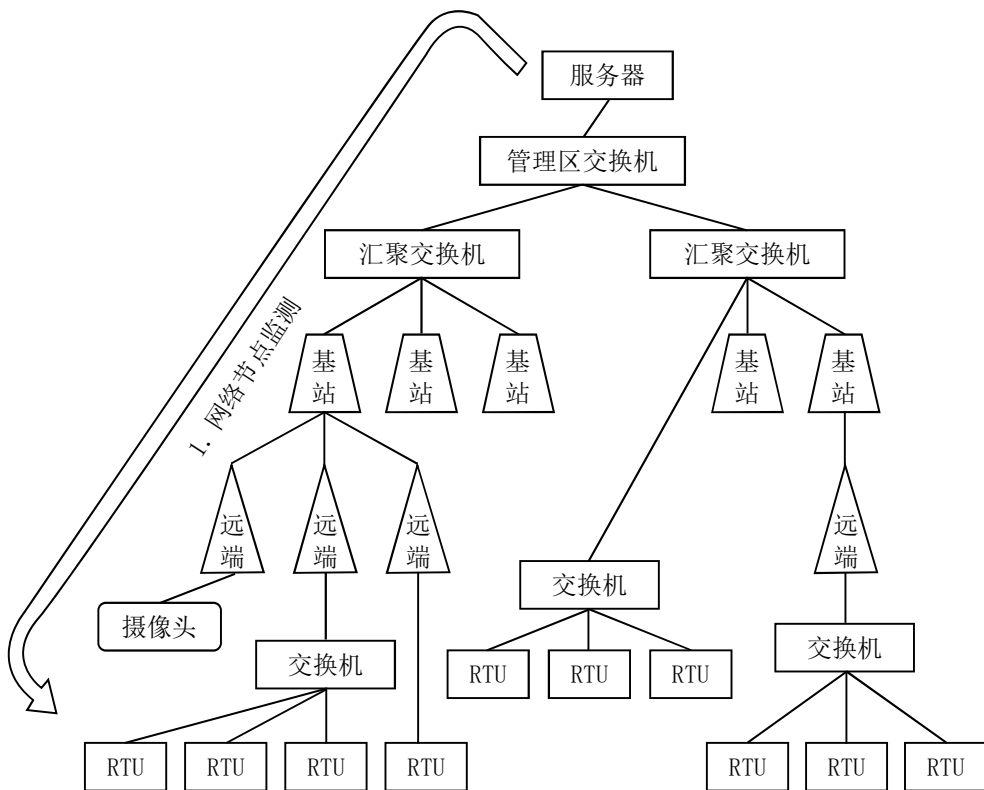 服务器
管理区交换机
汇聚交换机
汇聚交换机
1. 网络节点监测
基站
基站
基站
基站
基站
远端
远端
远端
远端
交换机
摄像头
交换机
交换机
RTU
RTU
RTU
RTU
RTU
RTU
RTU
RTU
RTU
RTU